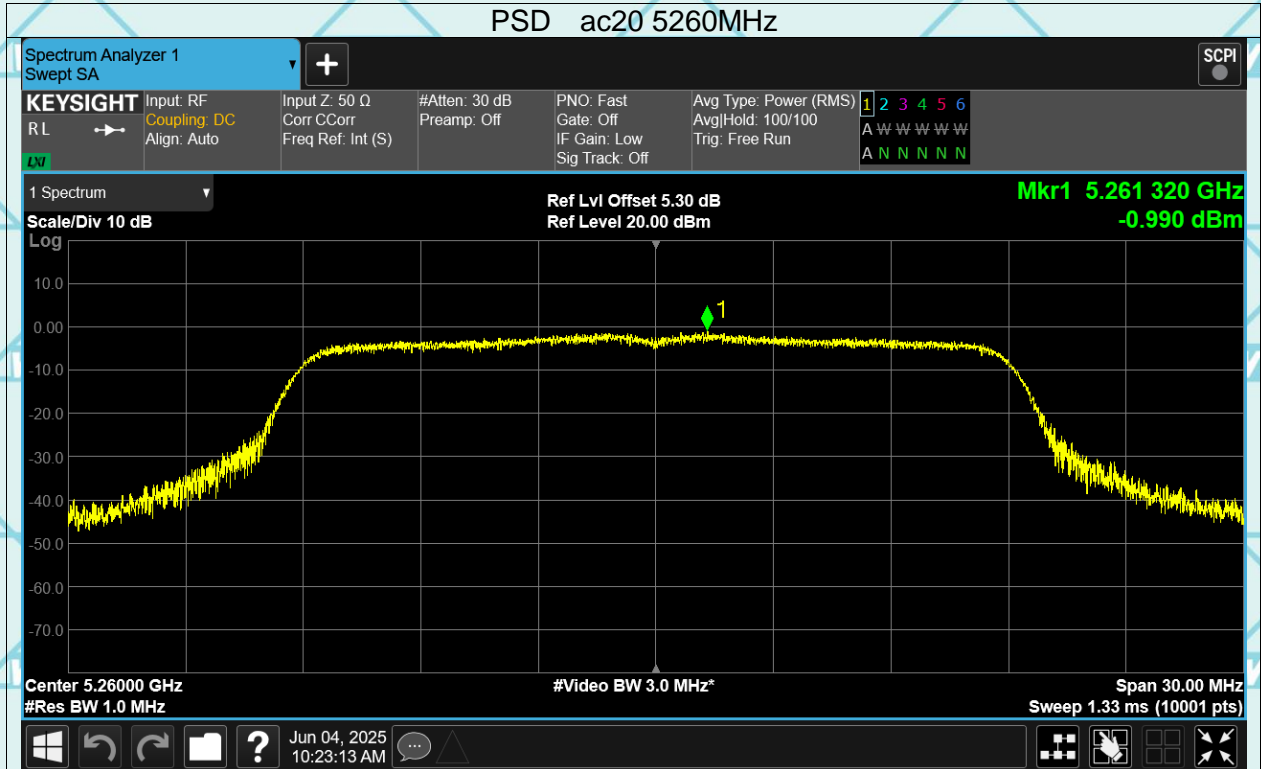 PSD ac20 5260MHz
Spectrum Analyzer 1
Swept SA
SCPI
KEYSIGHT
RL
LXI
Input: RF
Coupling: DC
Align: Auto
Input Z: 50 Ω
Corr CCorr
Freq Ref: Int (S)
#Atten: 30 dB
Preamp: Off
PNO: Fast
Gate: Off
IF Gain: Low
Sig Track: Off
Avg Type: Power (RMS)
Avg|Hold: 100/100
Trig: Free Run
1 2 3 4 5 6
A W W W W W
A N N N N N
1 Spectrum
Scale/Div 10 dB
Ref Lvl Offset 5.30 dB
Ref Level 20.00 dBm
Mkr1 5.261 320 GHz
-0.990 dBm
Log
10.0
0.00
-10.0
-20.0
-30.0
-40.0
-50.0
-60.0
-70.0
1
Center 5.26000 GHz
#Res BW 1.0 MHz
#Video BW 3.0 MHz*
Span 30.00 MHz
Sweep 1.33 ms (10001 pts)
Jun 04, 2025
10:23:13 AM